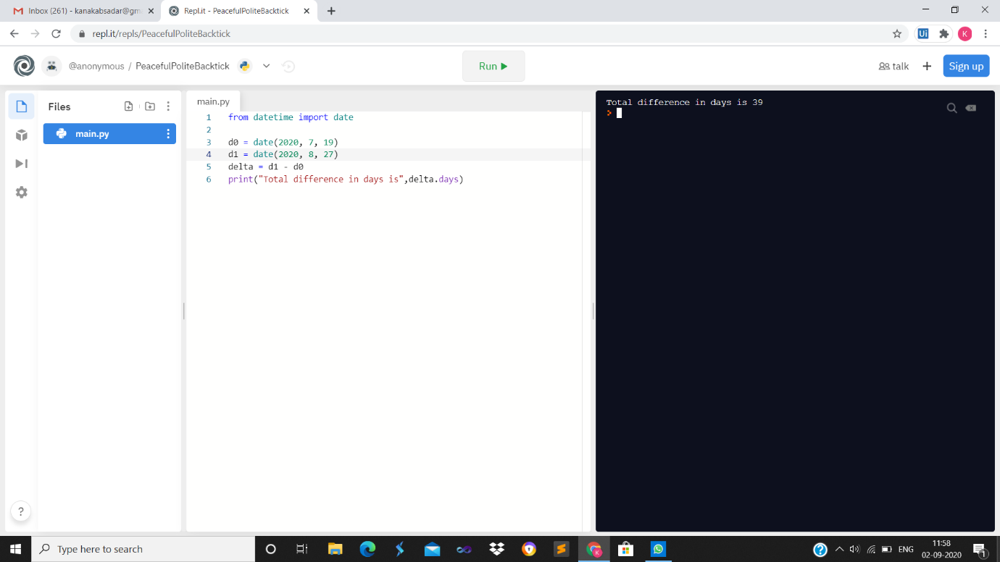 Inbox (261) - kanakabsadar@gm
Repl.it - PeacefulPoliteBacktick
repl.it/repls/PeacefulPoliteBacktick
Ui
K
@anonymous / PeacefulPoliteBacktick
Run
talk
Sign up
Files
main.py
main.py
1 from datetime import date
2
3 d0 = date(2020, 7, 19)
4 d1 = date(2020, 8, 27)
5 delta = d1 - d0
6 print("Total difference in days is",delta.days)
Total difference in days is 39
?
Type here to search
K
?
ENG
11:58
02-09-2020
1